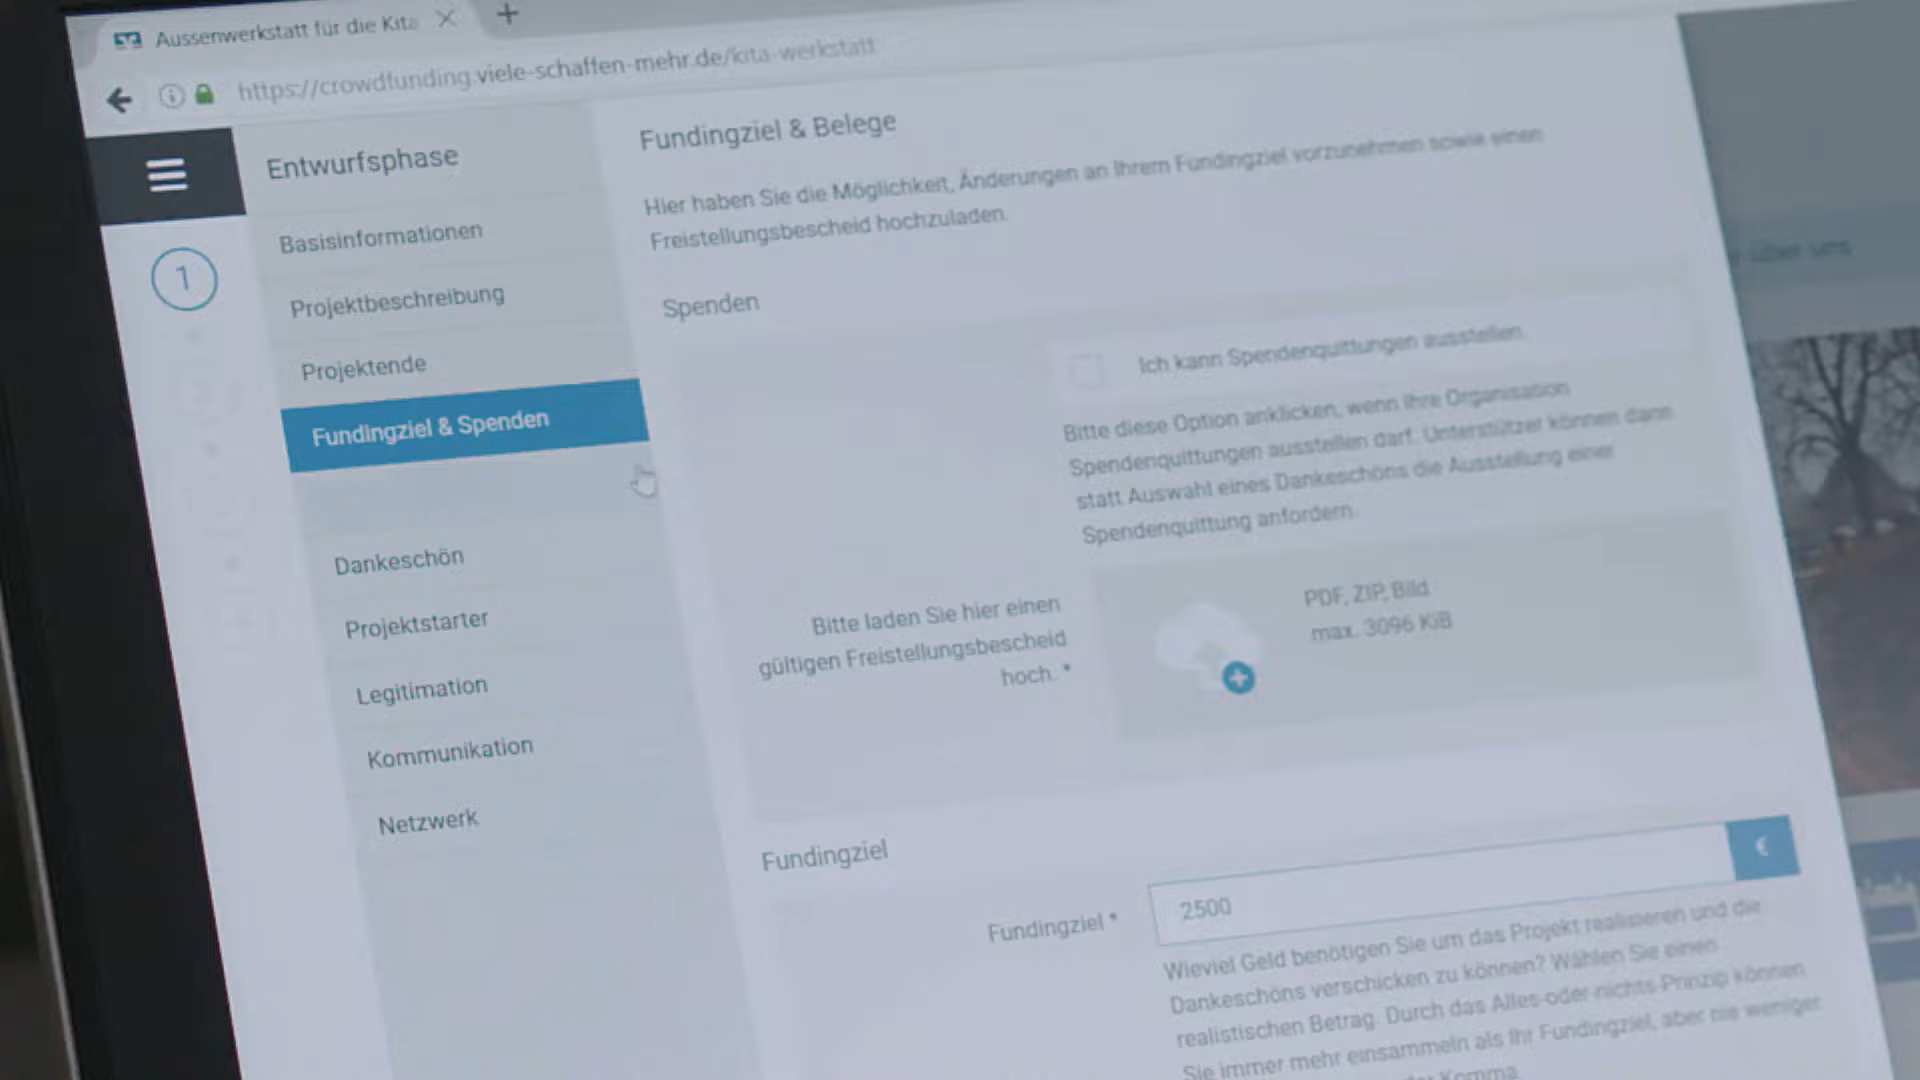 Aussenwerkstatt für die Kita
https://crowdfunding.viele-schaffen-mehr.de/kita-werkstatt
Entwurfsphase
1
Basisinformationen
Projektbeschreibung
Projektende
Fundingziel & Spenden
Dankeschön
Projektstarter
Legitimation
Kommunikation
Netzwerk
Fundingziel & Belege
Hier haben Sie die Möglichkeit, Änderungen an Ihrem Fundingziel vorzunehmen sowie einen
Freistellungsbescheid hochzuladen.
Spenden
Ich kann Spendenquittungen ausstellen.
Bitte diese Option anklicken, wenn Ihre Organisation
Spendenquittungen ausstellen darf. Unterstützer können dann
statt Auswahl eines Dankeschöns die Ausstellung einer
Spendenquittung anfordern.
Bitte laden Sie hier einen
gültigen Freistellungsbescheid
hoch. *
PDF, ZIP, Bild
max. 3096 KiB
Fundingziel
Fundingziel *
2500
€
Wieviel Geld benötigen Sie um das Projekt realisieren und die
Dankeschöns verschicken zu können? Wählen Sie einen
realistischen Betrag. Durch das Alles-oder-nichts-Prinzip können
Sie immer mehr einsammeln als Ihr Fundingziel, aber nie weniger.
Komma
über uns